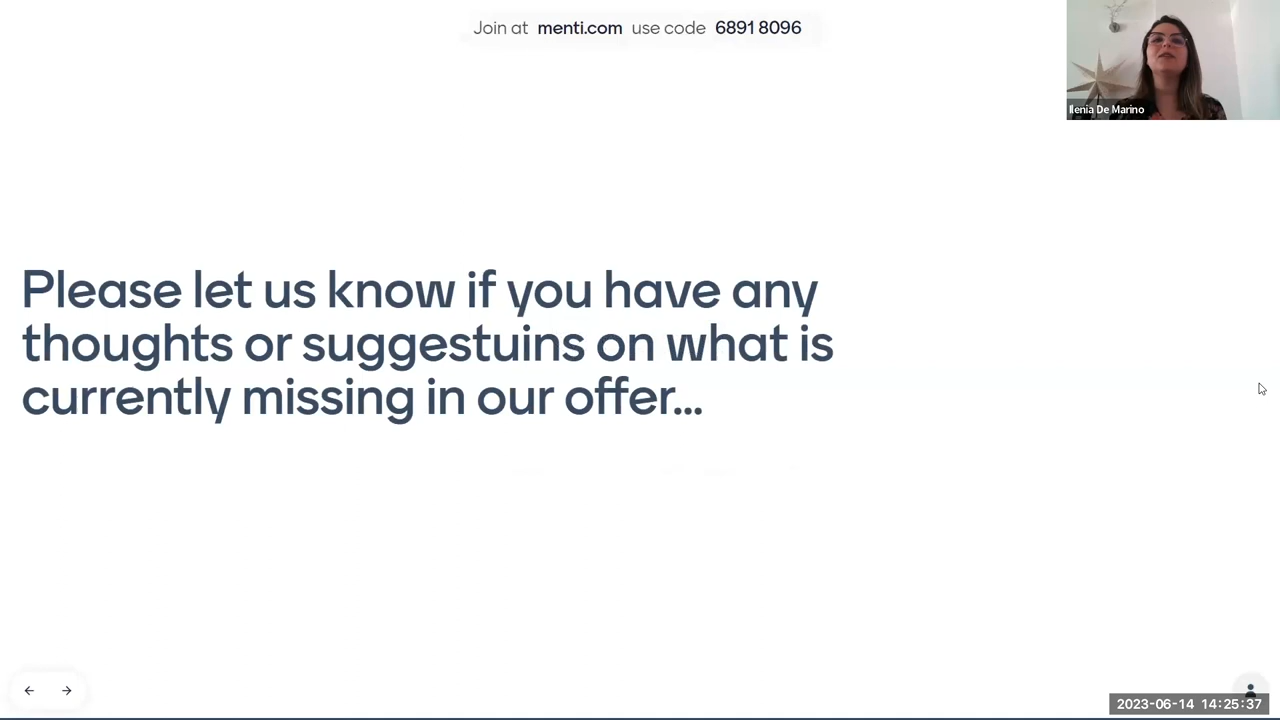 Join at menti.com use code 6891 8096
Ilenia De Marino
Please let us know if you have any
thoughts or suggestuins on what is
currently missing in our offer...
2023-06-14 14:25:37